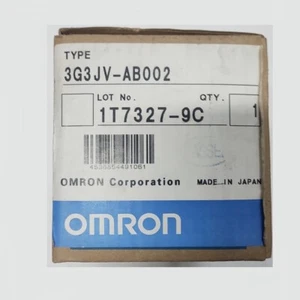 TYPE
3G3JV-AB002
LOT No. QTY.
1T7327-9C 1
OMRON Corporation MADE IN JAPAN
OMRON